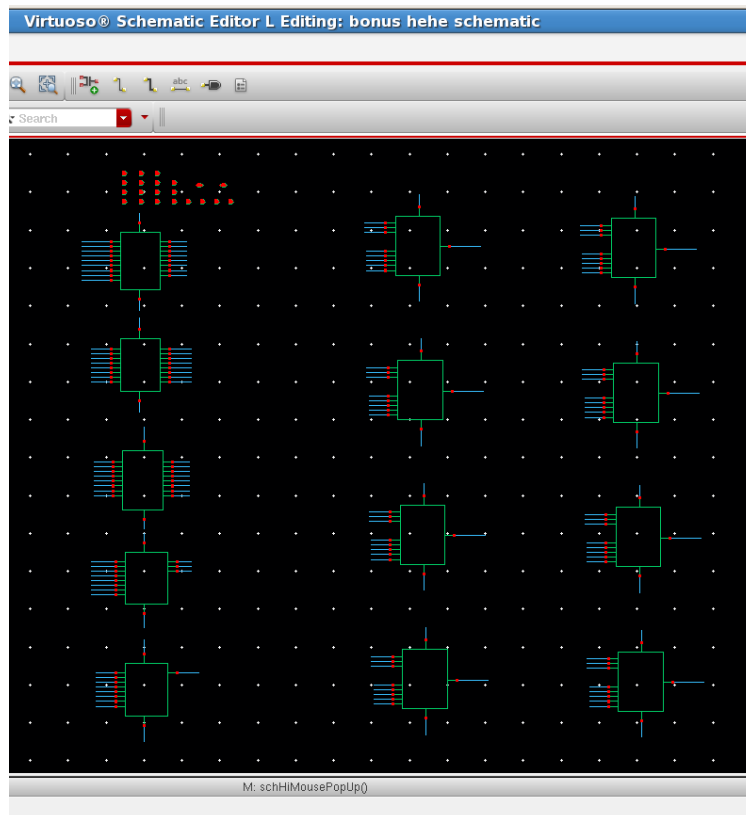 Virtuoso® Schematic Editor L Editing: bonus hehe schematic
abc
Search
M: schHiMousePopUp()